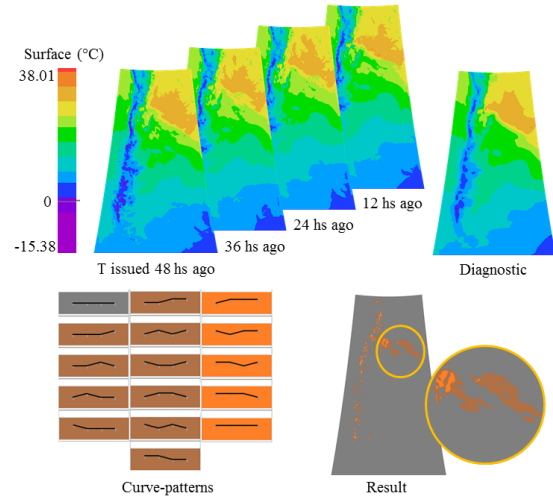 Surface (°C)
38.01
0
-15.38
T issued 48 hs ago
36 hs ago
24 hs ago
12 hs ago
Diagnostic
Curve-patterns
Result